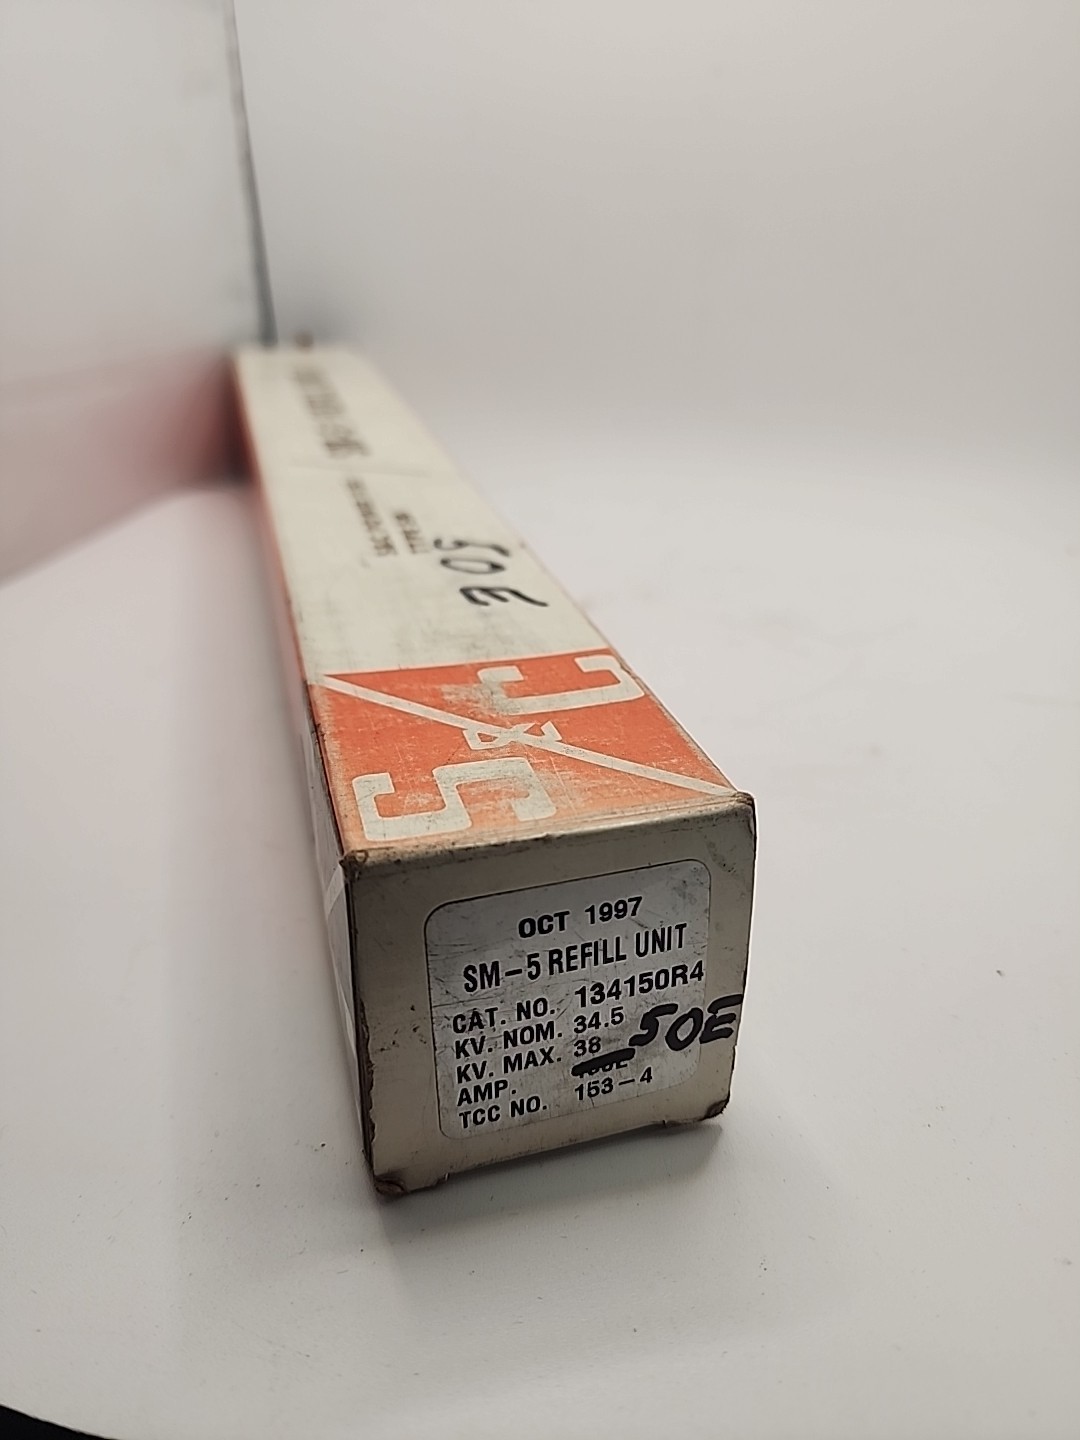 50E
S&C
OCT 1997
SM-5 REFILL UNIT
CAT. NO. 134150R4
KV. NOM. 34.5
KV. MAX. 38
50E
AMP.
TCC NO. 153-4